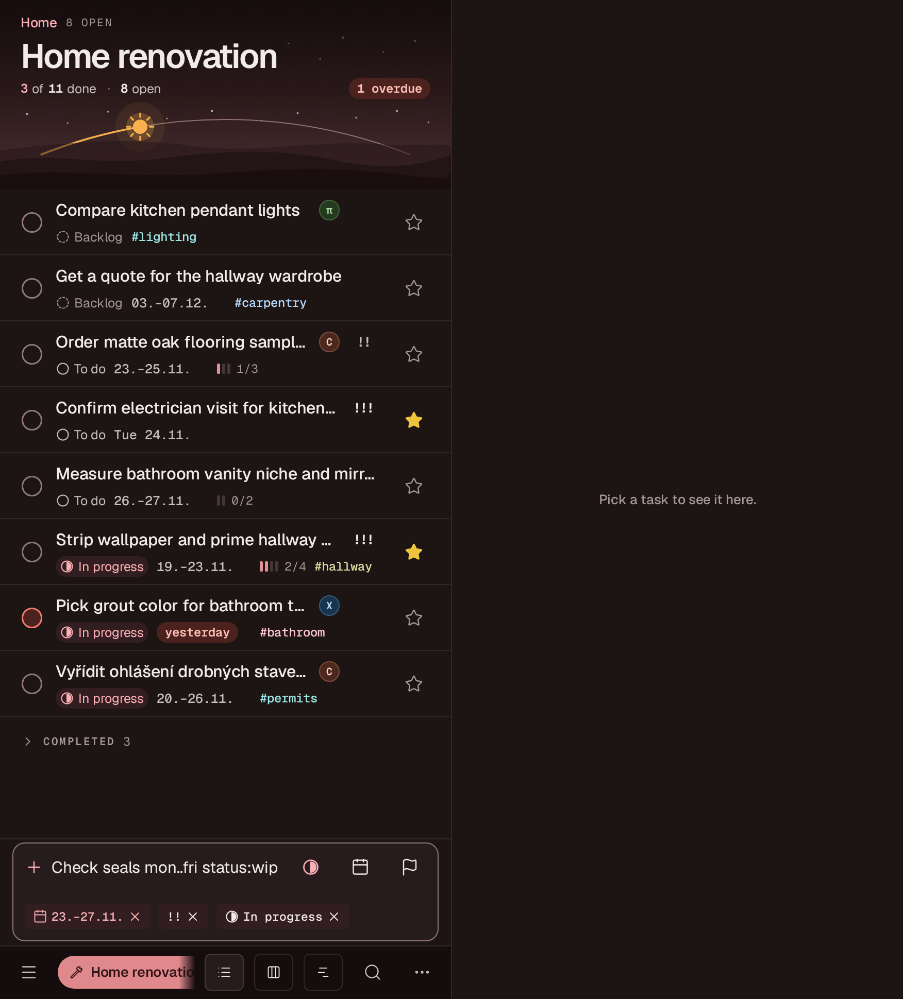 Home 8 OPEN
Home renovation
3 of 11 done · 8 open
1 overdue
Compare kitchen pendant lights π
Backlog #lighting
Get a quote for the hallway wardrobe
Backlog 03.–07.12. #carpentry
Order matte oak flooring sampl… C !!
To do 23.–25.11. 1/3
Confirm electrician visit for kitchen… !!!
To do Tue 24.11.
Measure bathroom vanity niche and mirr…
To do 26.–27.11. 0/2
Strip wallpaper and prime hallway … !!!
In progress 19.–23.11. 2/4 #hallway
Pick grout color for bathroom t… X
In progress yesterday #bathroom
Vyřídit ohlášení drobných stave… C
In progress 20.–26.11. #permits
COMPLETED 3
Pick a task to see it here.
Check seals mon..fri status:wip
23.–27.11. !! In progress
Home renovatio